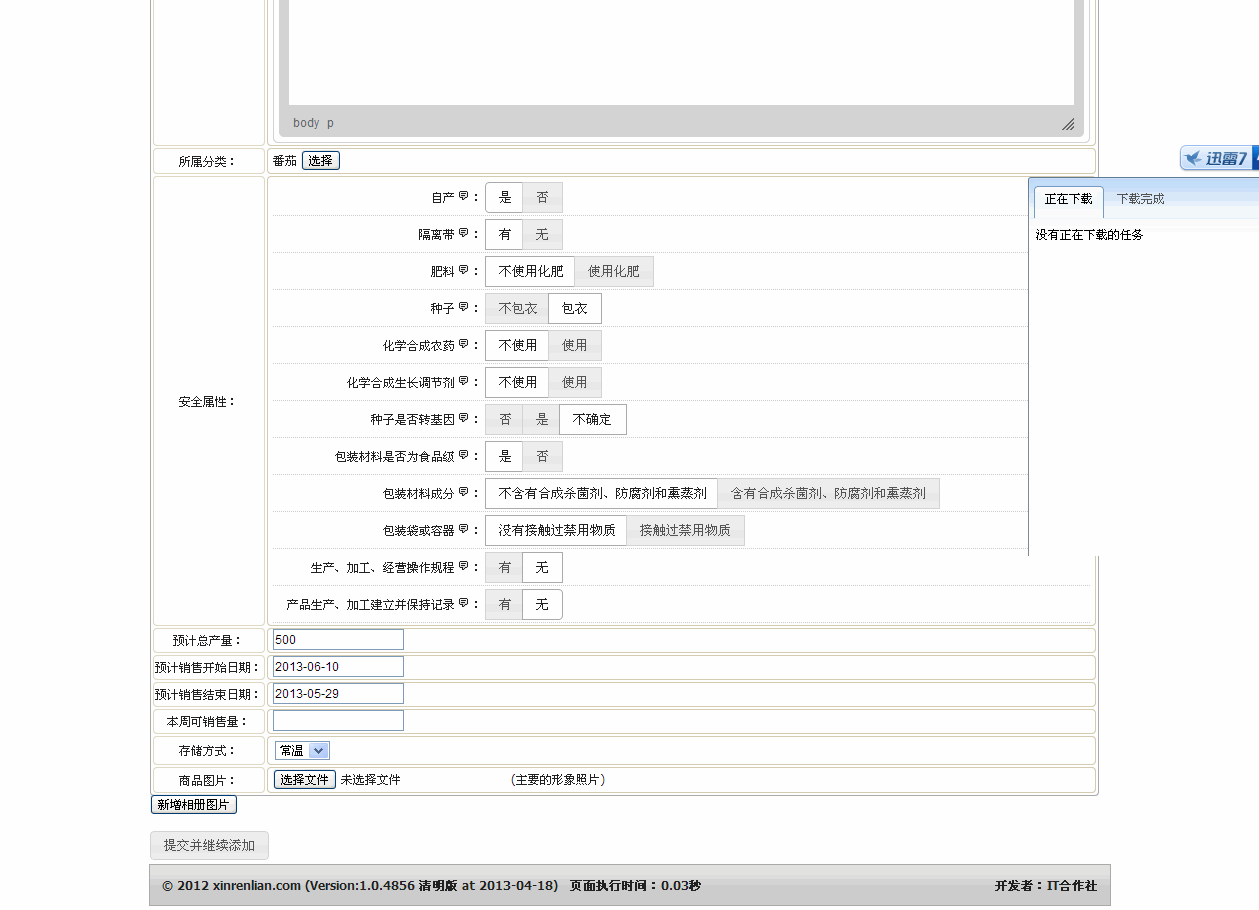 body p
所属分类： 番茄 选择
迅雷7
正在下载 下载完成
没有正在下载的任务
安全属性：
自产： 是 否
隔离带： 有 无
肥料： 不使用化肥 使用化肥
种子： 不包衣 包衣
化学合成农药： 不使用 使用
化学合成生长调节剂： 不使用 使用
种子是否转基因： 否 是 不确定
包装材料是否为食品级： 是 否
包装材料成分： 不含有合成杀菌剂、防腐剂和熏蒸剂 含有合成杀菌剂、防腐剂和熏蒸剂
包装袋或容器： 没有接触过禁用物质 接触过禁用物质
生产、加工、经营操作规程： 有 无
产品生产、加工建立并保持记录： 有 无
预计总产量： 500
预计销售开始日期： 2013-06-10
预计销售结束日期： 2013-05-29
本周可销售量：
存储方式： 常温
商品图片： 选择文件 未选择文件 (主要的形象照片)
新增相册图片
提交并继续添加
© 2012 xinrenlian.com (Version:1.0.4856 清明版 at 2013-04-18) 页面执行时间：0.03秒 开发者：IT合作社